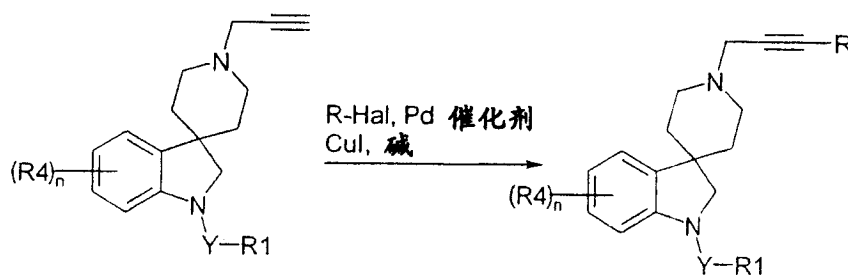 R
N
N
R-Hal, Pd 催化剂
CuI, 碱
(R4)n
(R4)n
N
N
Y-R1
Y-R1